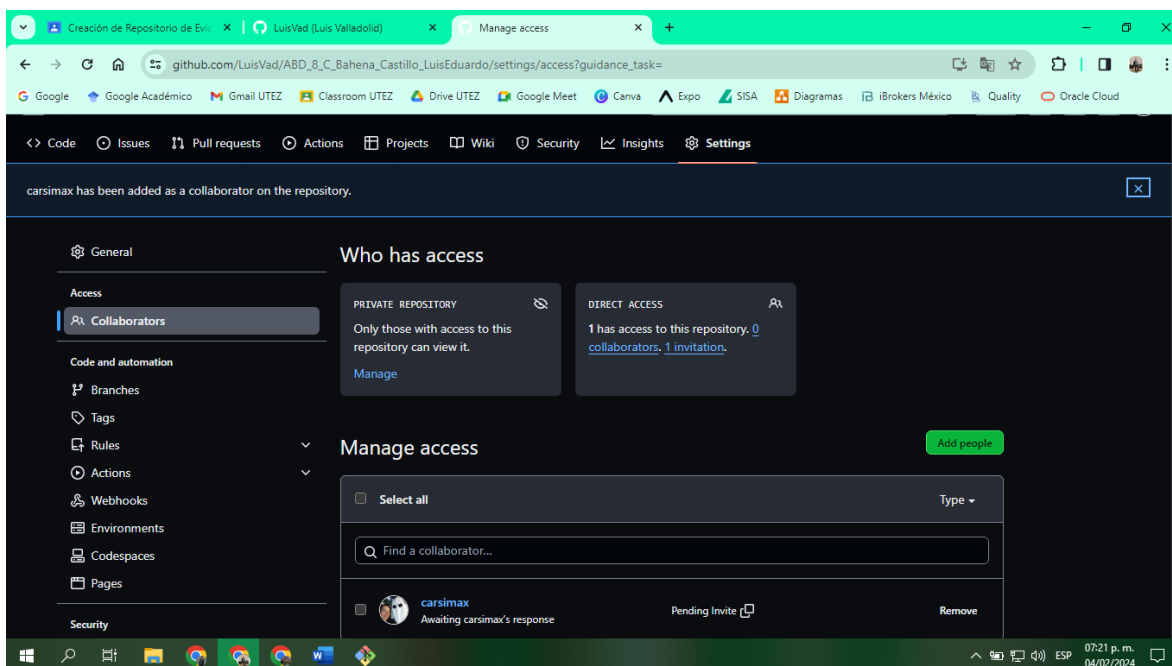 Creación de Repositorio de Evic
LuisVad (Luis Valladolid)
Manage access
github.com/LuisVad/ABD_8_C_Bahena_Castillo_LuisEduardo/settings/access?guidance_task=
Google
Google Académico
Gmail UTEZ
Classroom UTEZ
Drive UTEZ
Google Meet
Canva
Expo
SISA
Diagramas
iBrokers México
Quality
Oracle Cloud
Code
Issues
Pull requests
Actions
Projects
Wiki
Security
Insights
Settings
carsimax has been added as a collaborator on the repository.
General
Access
Collaborators
Code and automation
Branches
Tags
Rules
Actions
Webhooks
Environments
Codespaces
Pages
Security
Who has access
PRIVATE REPOSITORY
Only those with access to this
repository can view it.
Manage
DIRECT ACCESS
1 has access to this repository. 0
collaborators. 1 invitation.
Manage access
Add people
Select all
Type
Find a collaborator...
carsimax
Awaiting carsimax's response
Pending Invite
Remove
ESP
07:21 p. m.
04/02/2024